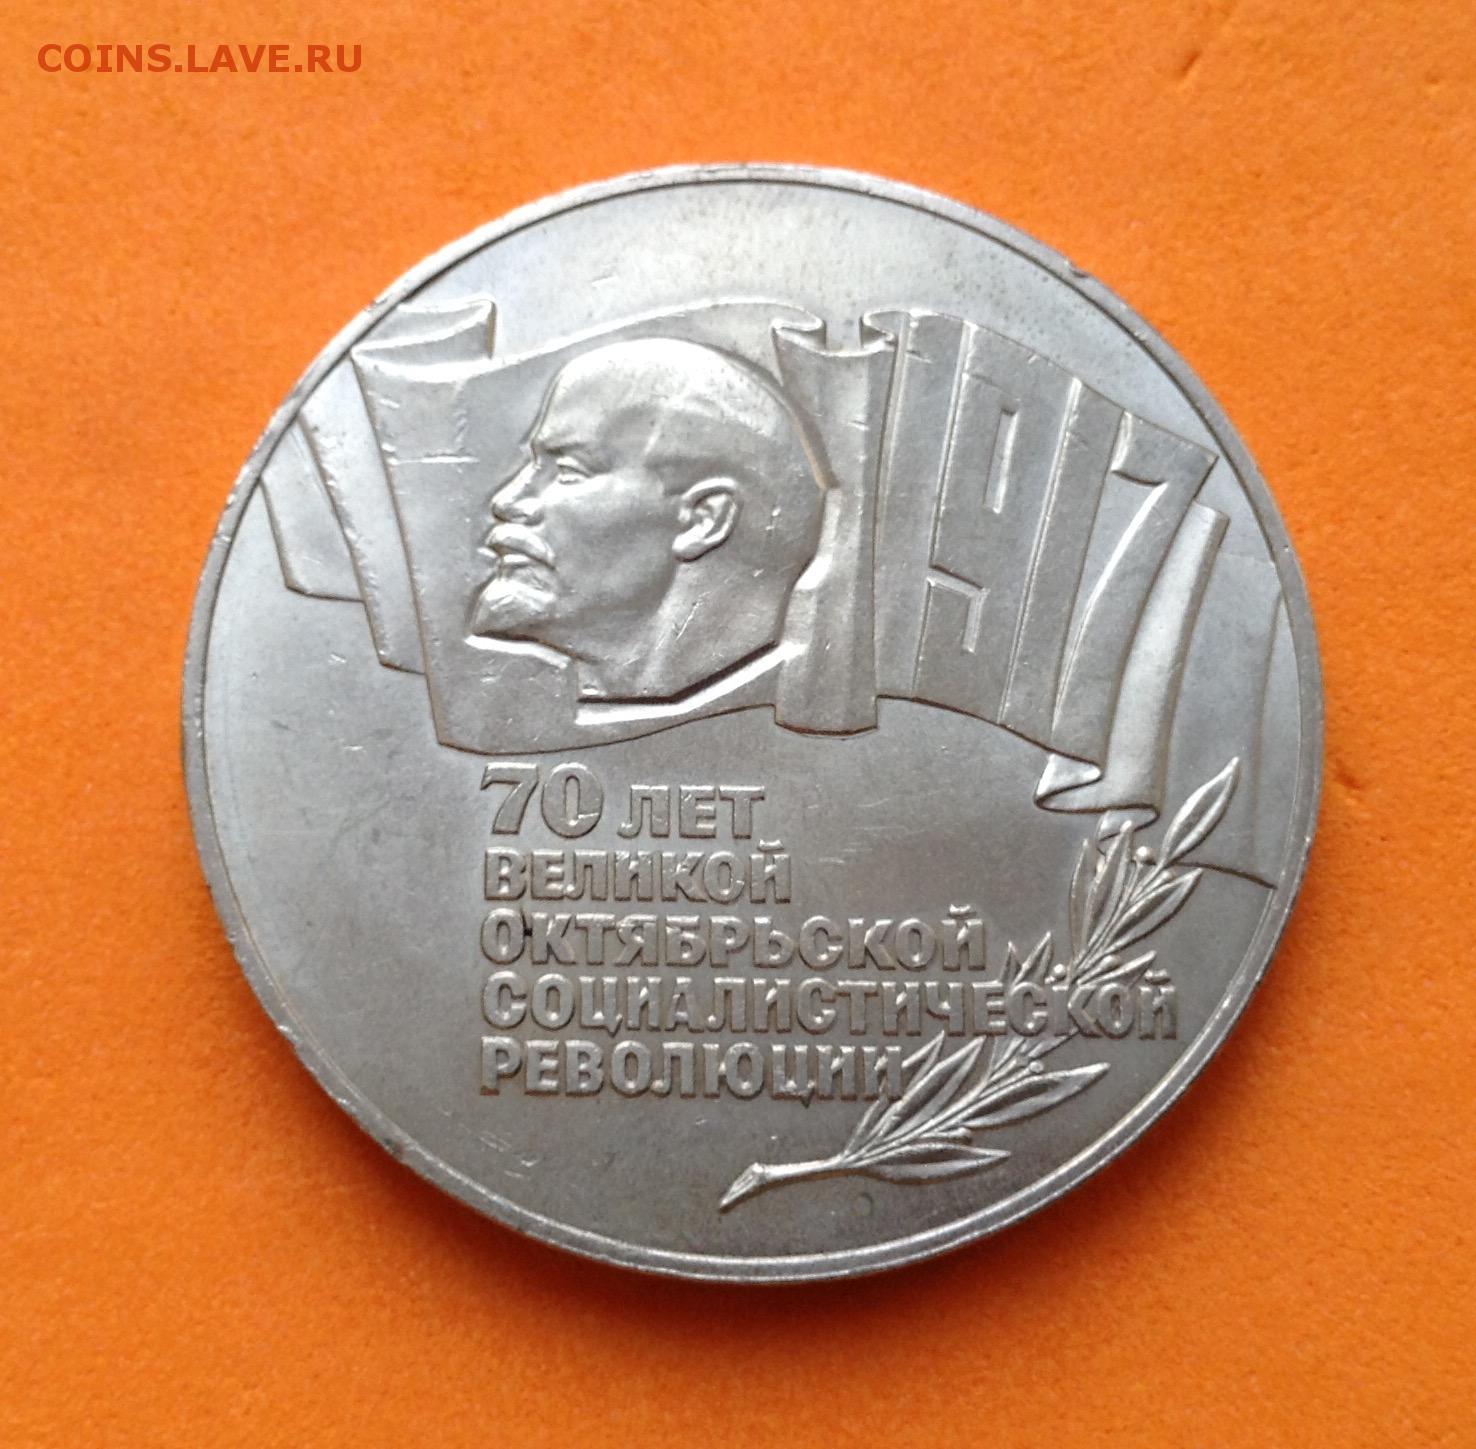 COINS.LAVE.RU
1917
70 ЛЕТ
ВЕЛИКОЙ
ОКТЯБРЬСКОЙ
СОЦИАЛИСТИЧЕСКОЙ
РЕВОЛЮЦИИ